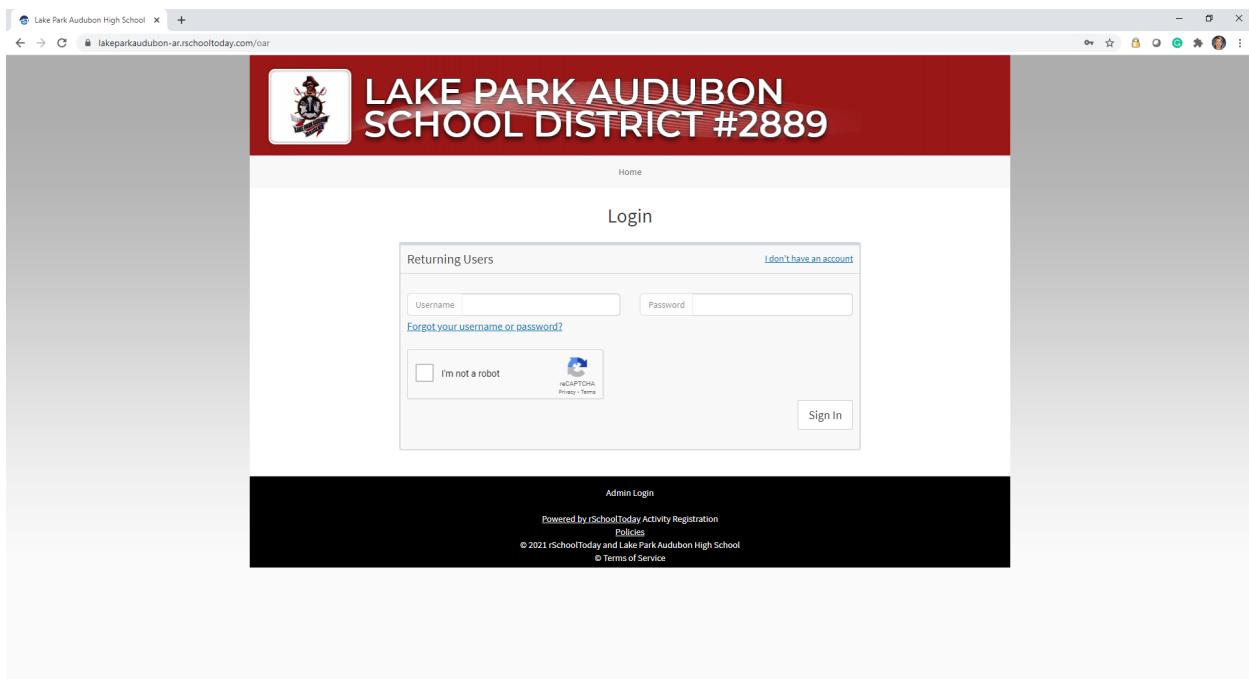 Lake Park Audubon High School
lakeparkaudubon-ar.rschooltoday.com/oar
LAKE PARK AUDUBON
SCHOOL DISTRICT #2889
Home
Login
Returning Users
I don't have an account
Username
Password
Forgot your username or password?
I'm not a robot
reCAPTCHA
Privacy - Terms
Sign In
Admin Login
Powered by rSchoolToday Activity Registration
Policies
© 2021 rSchoolToday and Lake Park Audubon High School
© Terms of Service